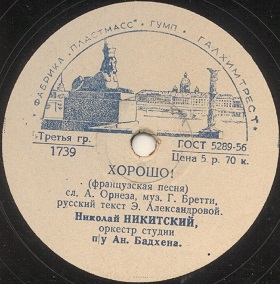 ФАБРИКА „ПЛАСТМАСС" • ГУМП • ГАЛХИМТРЕСТ •
Третья гр.
1739
ГОСТ 5289-56
Цена 5 р. 70 к.
ХОРОШО!
(французская песня)
сл. А. Орнеза, муз. Г. Бретти,
русский текст Э. Александровой.
Николай НИКИТСКИЙ,
оркестр студии
п/у Ан. Бадхена.